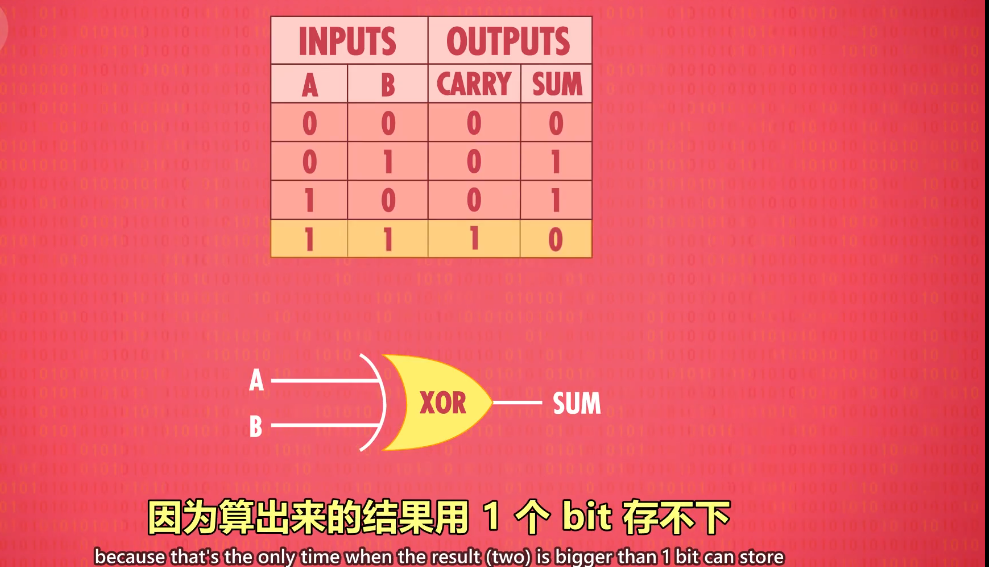 INPUTS OUTPUTS
A B CARRY SUM
0 0 0 0
0 1 0 1
1 0 0 1
1 1 1 0
A
XOR
SUM
B
因为算出来的结果用 1 个 bit 存不下
because that's the only time when the result (two) is bigger than 1 bit can store